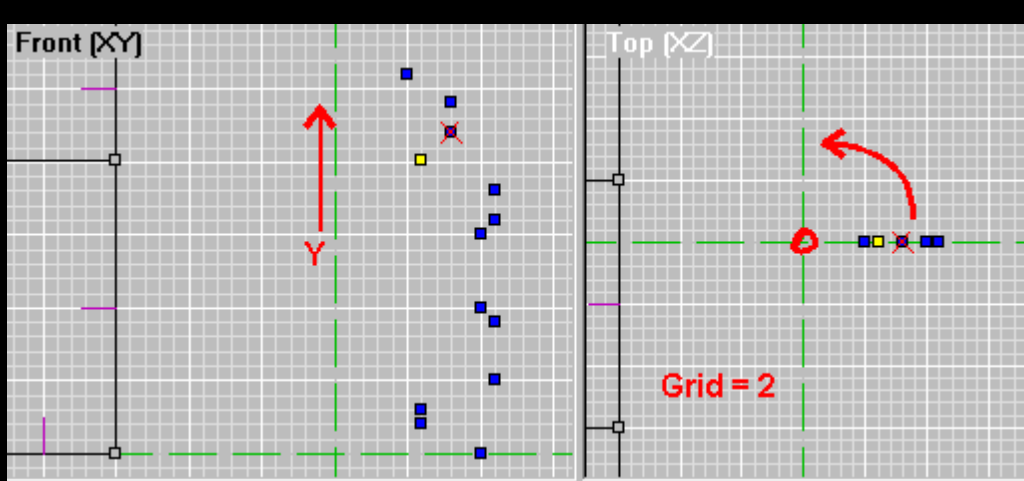 Front (XY)
Top (XZ)
Y
Grid = 2